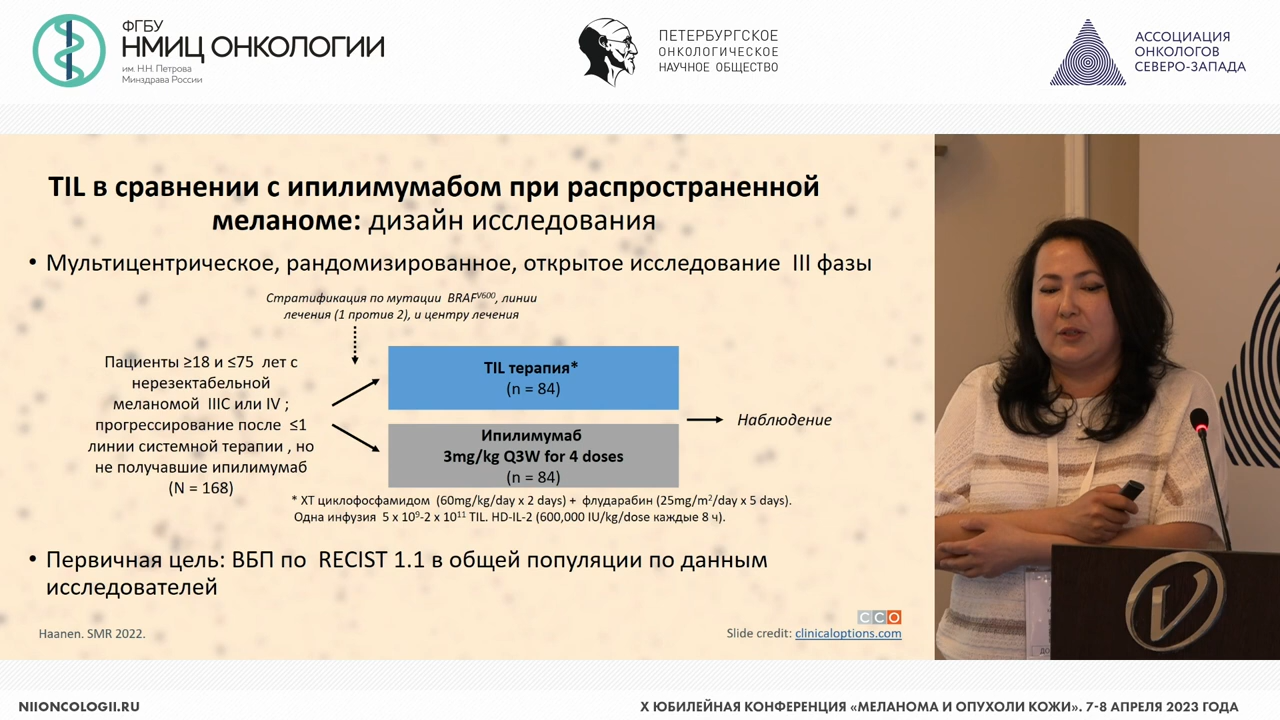 ФГБУ
НМИЦ ОНКОЛОГИИ
им. Н.Н. Петрова
Минздрава России
ПЕТЕРБУРГСКОЕ
ОНКОЛОГИЧЕСКОЕ
НАУЧНОЕ ОБЩЕСТВО
АССОЦИАЦИЯ
ОНКОЛОГОВ
СЕВЕРО-ЗАПАДА
TIL в сравнении с ипилимумабом при распространенной
меланоме: дизайн исследования
• Мультицентрическое, рандомизированное, открытое исследование III фазы
Стратификация по мутации BRAFV600, линии
лечения (1 против 2), и центру лечения
Пациенты ≥18 и ≤75 лет с
нерезектабельной
меланомой IIIC или IV ;
прогрессирование после ≤1
линии системной терапии , но
не получавшие ипилимумаб
(N = 168)
TIL терапия*
(n = 84)
Ипилимумаб
3mg/kg Q3W for 4 doses
(n = 84)
Наблюдение
* ХТ циклофосфамидом (60mg/kg/day x 2 days) + флударабин (25mg/m2/day x 5 days).
Одна инфузия 5 x 10⁹-2 x 10¹¹ TIL. HD-IL-2 (600,000 IU/kg/dose каждые 8 ч).
• Первичная цель: ВБП по RECIST 1.1 в общей популяции по данным
исследователей
CCO
Haanen. SMR 2022.
Slide credit: clinicaloptions.com
NIIONCOLOGII.RU
X ЮБИЛЕЙНАЯ КОНФЕРЕНЦИЯ «МЕЛАНОМА И ОПУХОЛИ КОЖИ». 7-8 АПРЕЛЯ 2023 ГОДА